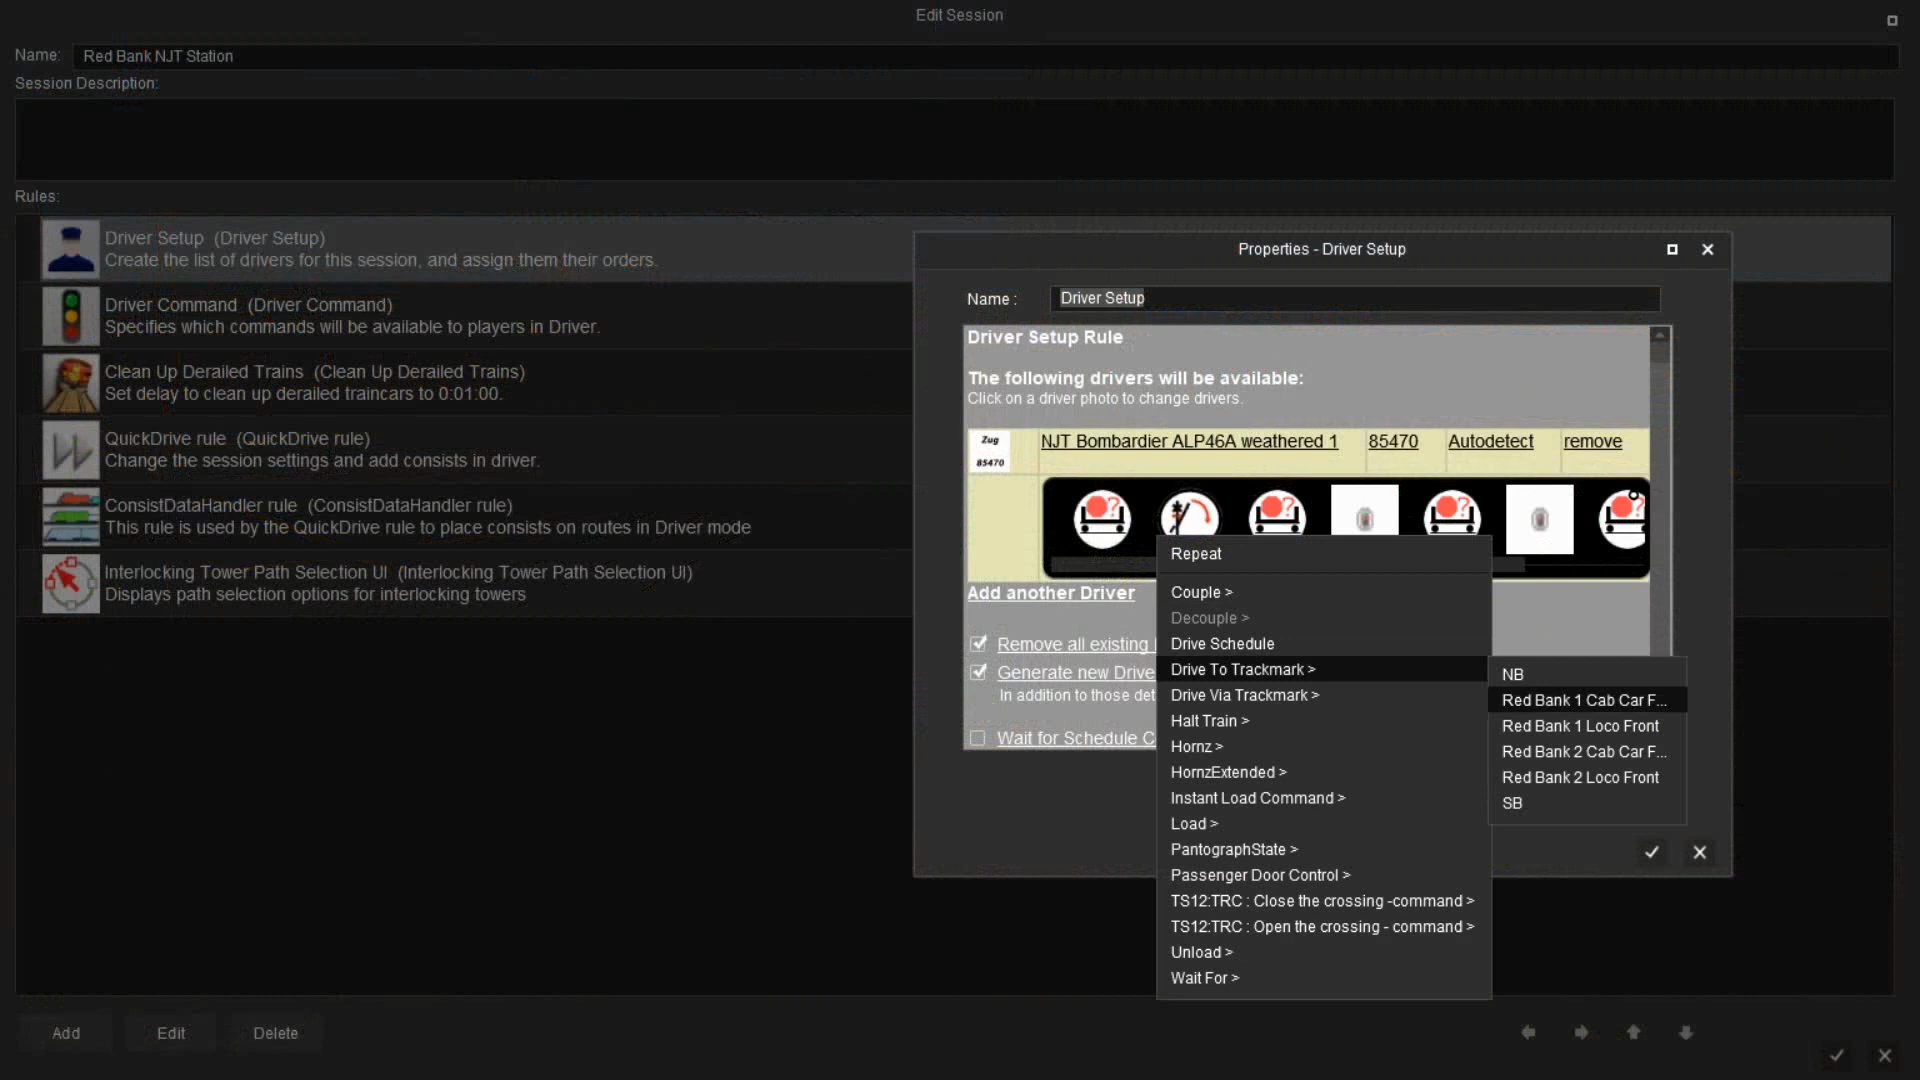 Edit Session
Name: Red Bank NJT Station
Session Description:
Rules:
Driver Setup (Driver Setup)
Create the list of drivers for this session, and assign them their orders.
Driver Command (Driver Command)
Specifies which commands will be available to players in Driver.
Clean Up Derailed Trains (Clean Up Derailed Trains)
Set delay to clean up derailed traincars to 0:01:00.
QuickDrive rule (QuickDrive rule)
Change the session settings and add consists in driver.
ConsistDataHandler rule (ConsistDataHandler rule)
This rule is used by the QuickDrive rule to place consists on routes in Driver mode
Interlocking Tower Path Selection UI (Interlocking Tower Path Selection UI)
Displays path selection options for interlocking towers
Properties - Driver Setup
Name : Driver Setup
Driver Setup Rule
The following drivers will be available:
Click on a driver photo to change drivers.
Zug
85470
NJT Bombardier ALP46A weathered 1 85470 Autodetect remove
Add another Driver
Remove all existing
Generate new Drive
In addition to those det
Wait for Schedule C
Repeat
Couple >
Decouple >
Drive Schedule
Drive To Trackmark >
Drive Via Trackmark >
Halt Train >
Hornz >
HornzExtended >
Instant Load Command >
Load >
PantographState >
Passenger Door Control >
TS12:TRC : Close the crossing -command >
TS12:TRC : Open the crossing - command >
Unload >
Wait For >
NB
Red Bank 1 Cab Car F...
Red Bank 1 Loco Front
Red Bank 2 Cab Car F...
Red Bank 2 Loco Front
SB
Add Edit Delete